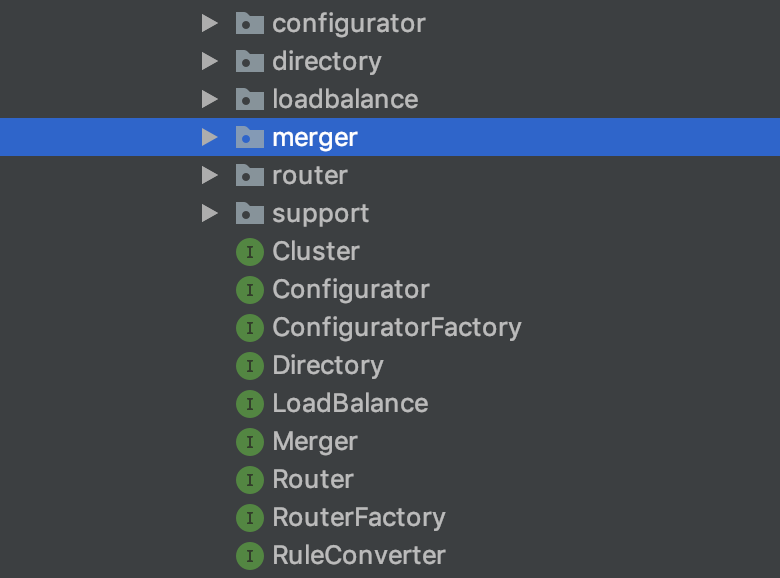 configurator
directory
loadbalance
merger
router
support
I Cluster
I Configurator
I ConfiguratorFactory
I Directory
I LoadBalance
I Merger
I Router
I RouterFactory
I RuleConverter